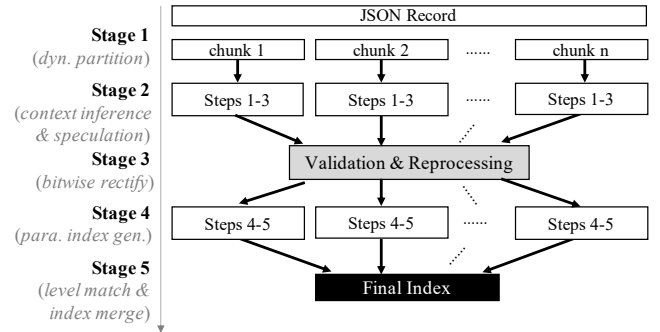 JSON Record
Stage 1
(dyn. partition)
chunk 1
chunk 2
......
chunk n
Stage 2
(context inference
& speculation)
Steps 1-3
Steps 1-3
......
Steps 1-3
Stage 3
(bitwise rectify)
Validation & Reprocessing
Stage 4
(para. index gen.)
Steps 4-5
Steps 4-5
......
Steps 4-5
Stage 5
(level match &
index merge)
Final Index